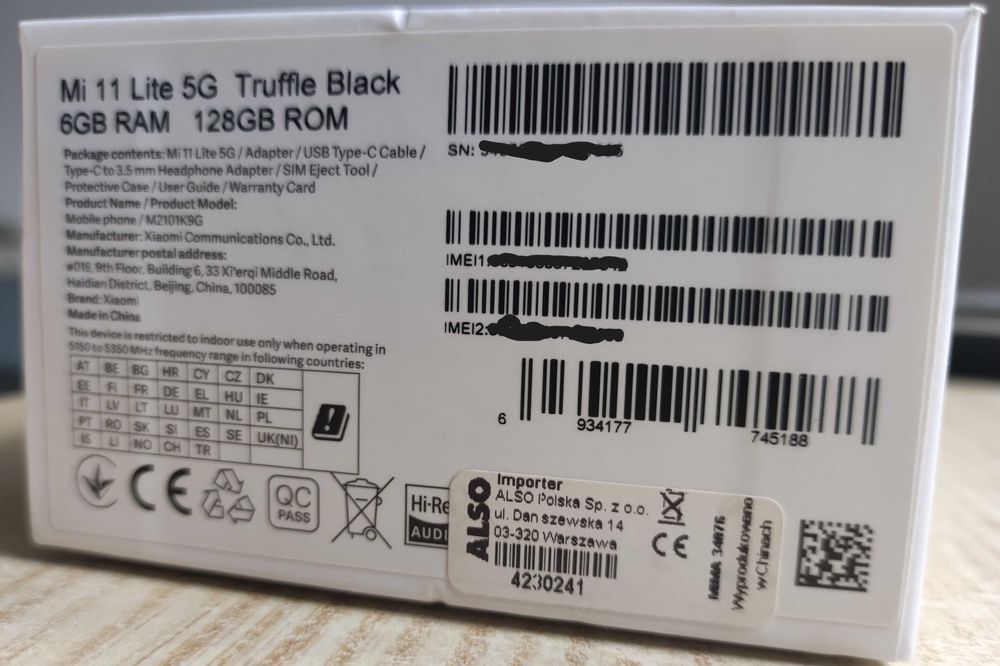 Mi 11 Lite 5G Truffle Black
6GB RAM 128GB ROM
Package contents: Mi 11 Lite 5G / Adapter / USB Type-C Cable /
Type-C to 3.5 mm Headphone Adapter / SIM Eject Tool /
Protective Case / User Guide / Warranty Card
Product Name / Product Model:
Mobile phone / M2101K9G
Manufacturer: Xiaomi Communications Co., Ltd.
Manufacturer postal address:
#019, 9th Floor, Building 6, 33 Xi'erqi Middle Road,
Haidian District, Beijing, China, 100085
Brand: Xiaomi
Made in China
This device is restricted to indoor use only when operating in
5150 to 5350 MHz frequency range in following countries:
AT BE BG HR CY CZ DK
EE FI FR DE EL HU IE
IT LV LT LU MT NL PL
PT RO SK SI ES SE UK(NI)
IS LI NO CH TR
CE
QC
PASS
Hi-Re
AUDI
SN:
IMEI1:
IMEI2:
6 934177 745188
ALSO
Importer
ALSO Polska Sp. z o.o.
ul. Daniszewska 14
03-320 Warszawa
4230241
CE
34876
Wyprodukowano
w Chinach